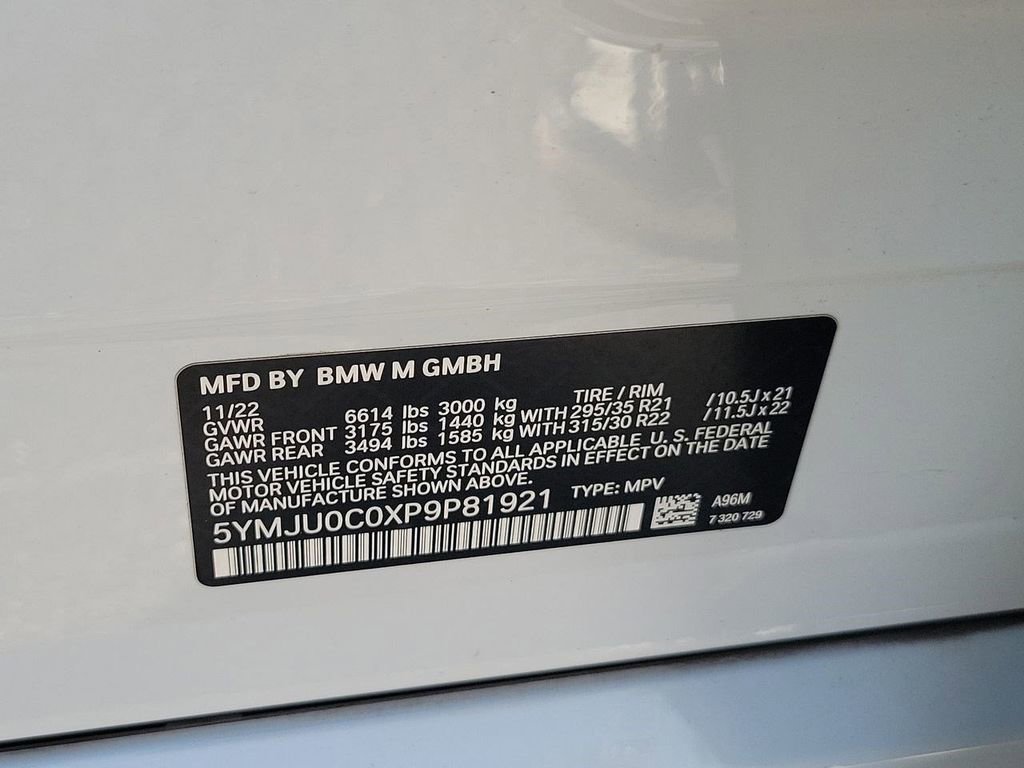 MFD BY BMW M GMBH
11/22 TIRE / RIM
GVWR 6614 lbs 3000 kg
GAWR FRONT 3175 lbs 1440 kg WITH 295/35 R21 /10.5J x 21
GAWR REAR 3494 lbs 1585 kg WITH 315/30 R22 /11.5J x 22
THIS VEHICLE CONFORMS TO ALL APPLICABLE U. S. FEDERAL
MOTOR VEHICLE SAFETY STANDARDS IN EFFECT ON THE DATE
OF MANUFACTURE SHOWN ABOVE.
5YMJU0C0XP9P81921 TYPE: MPV
A96M
7 320 729